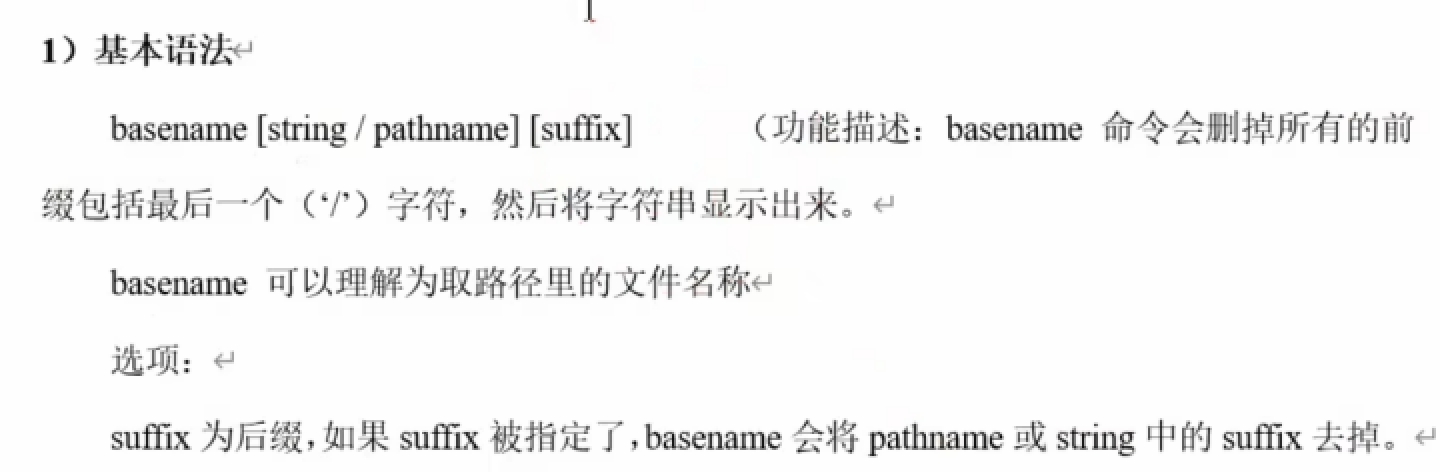 1）基本语法↵
basename [string / pathname] [suffix] （功能描述：basename 命令会删掉所有的前
缀包括最后一个（‘/’）字符，然后将字符串显示出来。↵
basename 可以理解为取路径里的文件名称↵
选项：↵
suffix 为后缀，如果 suffix 被指定了，basename 会将 pathname 或 string 中的 suffix 去掉。↵